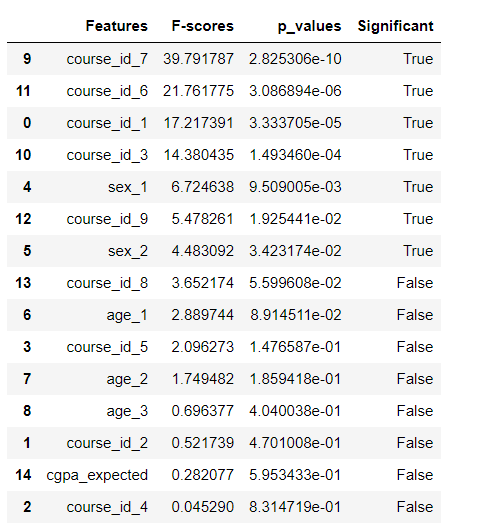 Features F-scores p_values Significant
9 course_id_7 39.791787 2.825306e-10 True
11 course_id_6 21.761775 3.086894e-06 True
0 course_id_1 17.217391 3.333705e-05 True
10 course_id_3 14.380435 1.493460e-04 True
4 sex_1 6.724638 9.509005e-03 True
12 course_id_9 5.478261 1.925441e-02 True
5 sex_2 4.483092 3.423174e-02 True
13 course_id_8 3.652174 5.599608e-02 False
6 age_1 2.889744 8.914511e-02 False
3 course_id_5 2.096273 1.476587e-01 False
7 age_2 1.749482 1.859418e-01 False
8 age_3 0.696377 4.040038e-01 False
1 course_id_2 0.521739 4.701008e-01 False
14 cgpa_expected 0.282077 5.953433e-01 False
2 course_id_4 0.045290 8.314719e-01 False